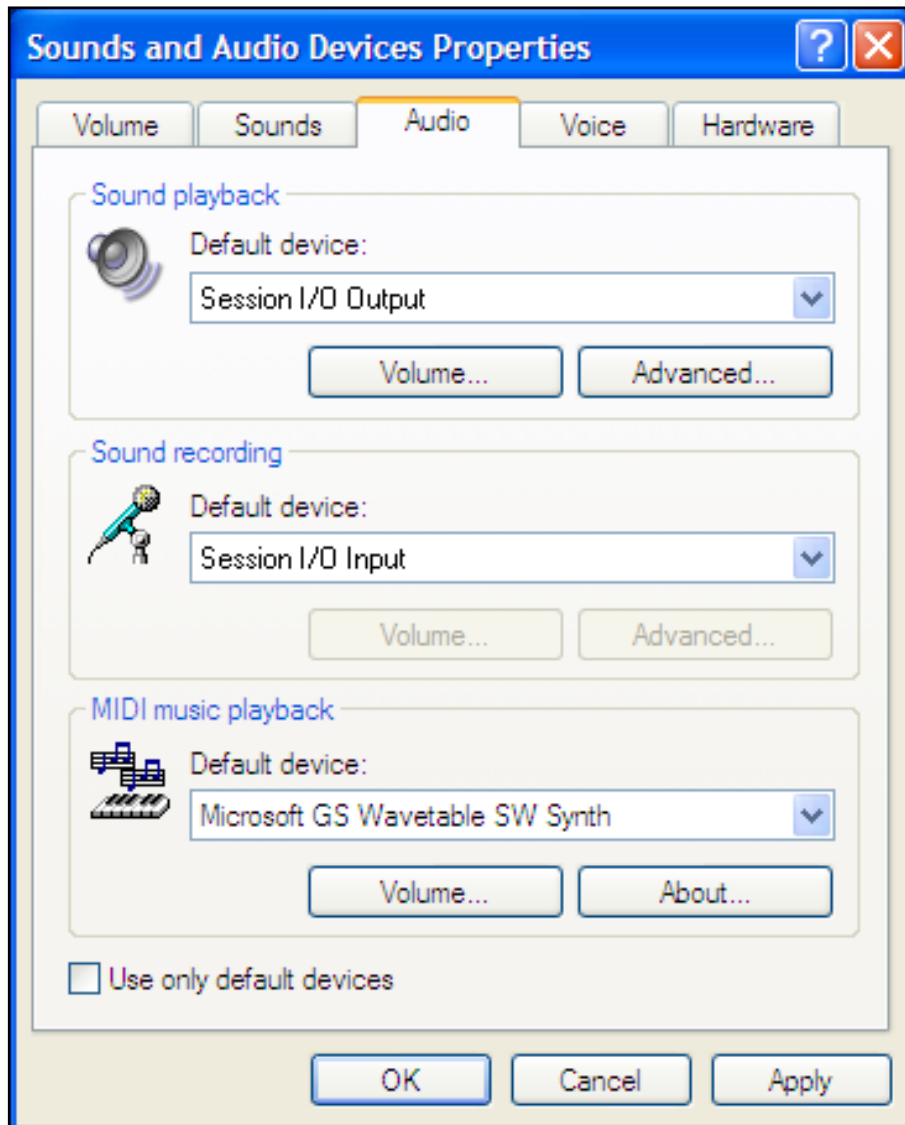 Sounds and Audio Devices Properties
?
Volume Sounds Audio Voice Hardware
Sound playback
Default device:
Session I/O Output
Volume... Advanced...
Sound recording
Default device:
Session I/O Input
Volume... Advanced...
MIDI music playback
Default device:
Microsoft GS Wavetable SW Synth
Volume... About...
Use only default devices
OK Cancel Apply